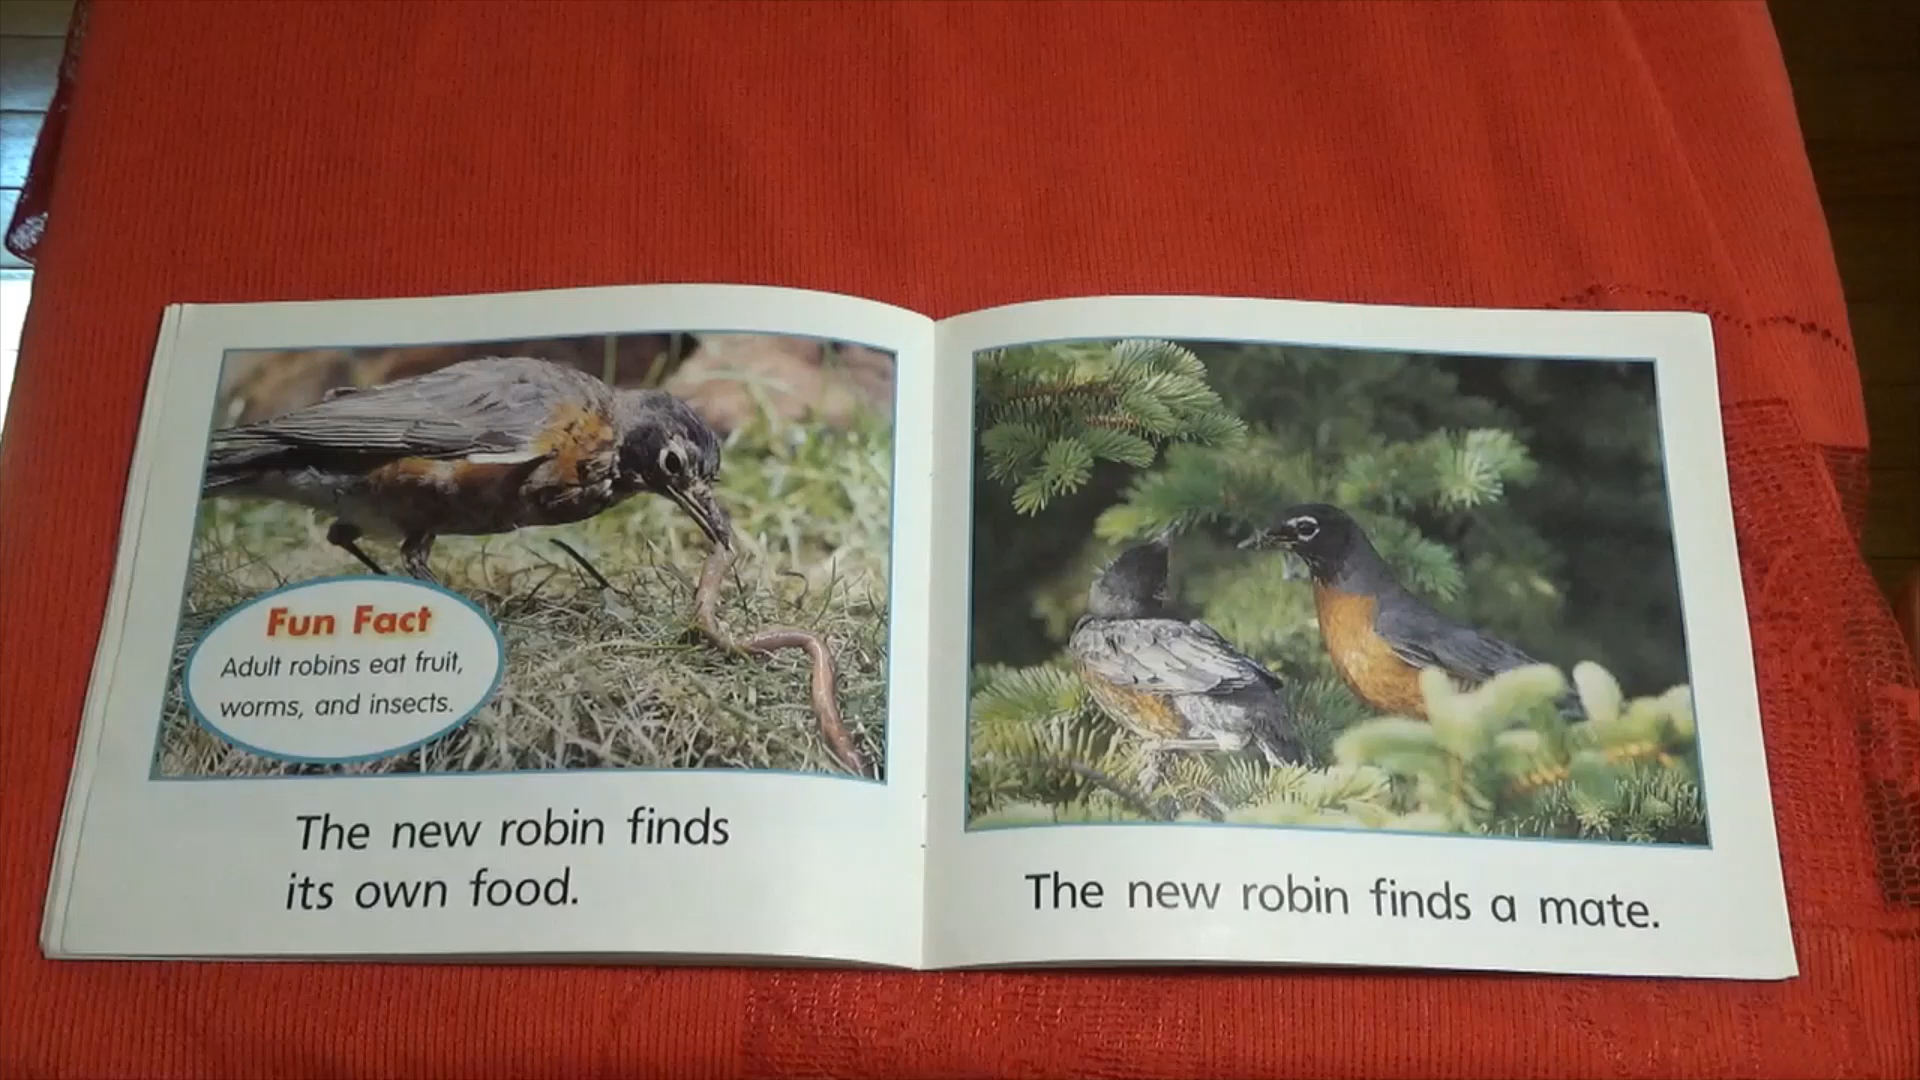 Fun Fact
Adult robins eat fruit,
worms, and insects.
The new robin finds
its own food.
The new robin finds a mate.